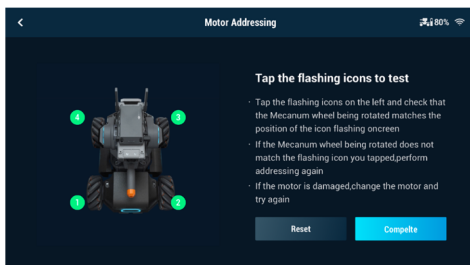 Motor Addressing
80%
Tap the flashing icons to test
· Tap the flashing icons on the left and check that
the Mecanum wheel being rotated matches the
position of the icon flashing oncreen
· If the Mecanum wheel being rotated does not
match the flashing icon you tapped,perform
addressing again
· If the motor is damaged,change the motor and
try again
4
3
1
2
Reset
Compelte